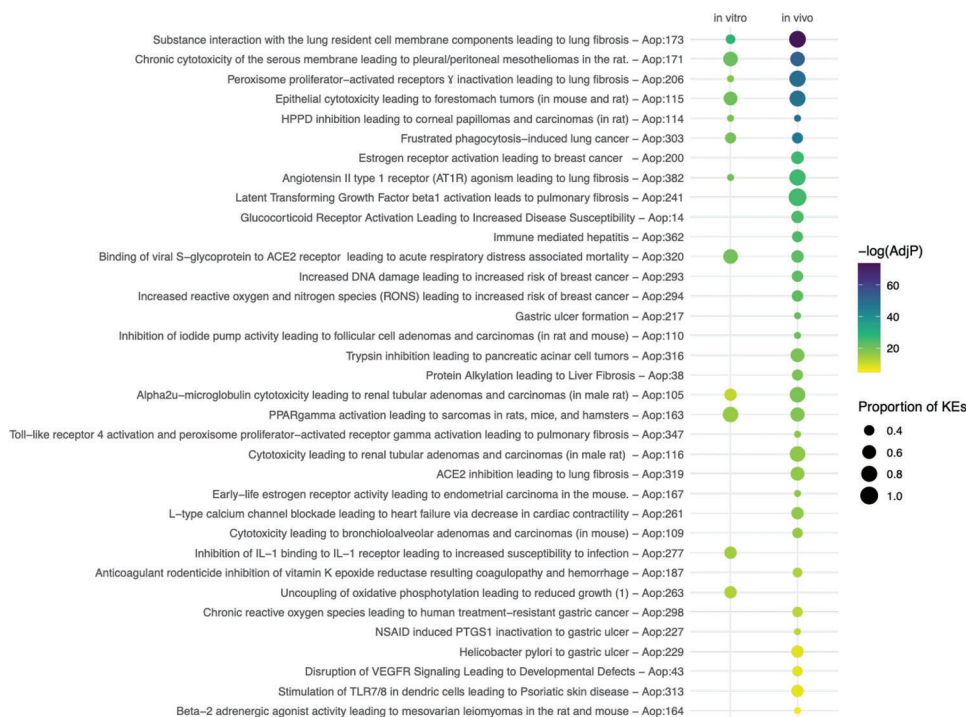 in vitro in vivo
Substance interaction with the lung resident cell membrane components leading to lung fibrosis – Aop:173
Chronic cytotoxicity of the serous membrane leading to pleural/peritoneal mesotheliomas in the rat. – Aop:171
Peroxisome proliferator–activated receptors Ɣ inactivation leading to lung fibrosis – Aop:206
Epithelial cytotoxicity leading to forestomach tumors (in mouse and rat) – Aop:115
HPPD inhibition leading to corneal papillomas and carcinomas (in rat) – Aop:114
Frustrated phagocytosis–induced lung cancer – Aop:303
Estrogen receptor activation leading to breast cancer – Aop:200
Angiotensin II type 1 receptor (AT1R) agonism leading to lung fibrosis – Aop:382
Latent Transforming Growth Factor beta1 activation leads to pulmonary fibrosis – Aop:241
Glucocorticoid Receptor Activation Leading to Increased Disease Susceptibility – Aop:14
Immune mediated hepatitis – Aop:362
Binding of viral S–glycoprotein to ACE2 receptor leading to acute respiratory distress associated mortality – Aop:320
Increased DNA damage leading to increased risk of breast cancer – Aop:293
Increased reactive oxygen and nitrogen species (RONS) leading to increased risk of breast cancer – Aop:294
Gastric ulcer formation – Aop:217
Inhibition of iodide pump activity leading to follicular cell adenomas and carcinomas (in rat and mouse) – Aop:110
Trypsin inhibition leading to pancreatic acinar cell tumors – Aop:316
Protein Alkylation leading to Liver Fibrosis – Aop:38
Alpha2u–microglobulin cytotoxicity leading to renal tubular adenomas and carcinomas (in male rat) – Aop:105
PPARgamma activation leading to sarcomas in rats, mice, and hamsters – Aop:163
Toll–like receptor 4 activation and peroxisome proliferator–activated receptor gamma activation leading to pulmonary fibrosis – Aop:347
Cytotoxicity leading to renal tubular adenomas and carcinomas (in male rat) – Aop:116
ACE2 inhibition leading to lung fibrosis – Aop:319
Early–life estrogen receptor activity leading to endometrial carcinoma in the mouse. – Aop:167
L–type calcium channel blockade leading to heart failure via decrease in cardiac contractility – Aop:261
Cytotoxicity leading to bronchioloalveolar adenomas and carcinomas (in mouse) – Aop:109
Inhibition of IL–1 binding to IL–1 receptor leading to increased susceptibility to infection – Aop:277
Anticoagulant rodenticide inhibition of vitamin K epoxide reductase resulting coagulopathy and hemorrhage – Aop:187
Uncoupling of oxidative phosphotylation leading to reduced growth (1) – Aop:263
Chronic reactive oxygen species leading to human treatment–resistant gastric cancer – Aop:298
NSAID induced PTGS1 inactivation to gastric ulcer – Aop:227
Helicobacter pylori to gastric ulcer – Aop:229
Disruption of VEGFR Signaling Leading to Developmental Defects – Aop:43
Stimulation of TLR7/8 in dendric cells leading to Psoriatic skin disease – Aop:313
Beta–2 adrenergic agonist activity leading to mesovarian leiomyomas in the rat and mouse – Aop:164
−log(AdjP)
60
40
20
Proportion of KEs
0.4
0.6
0.8
1.0